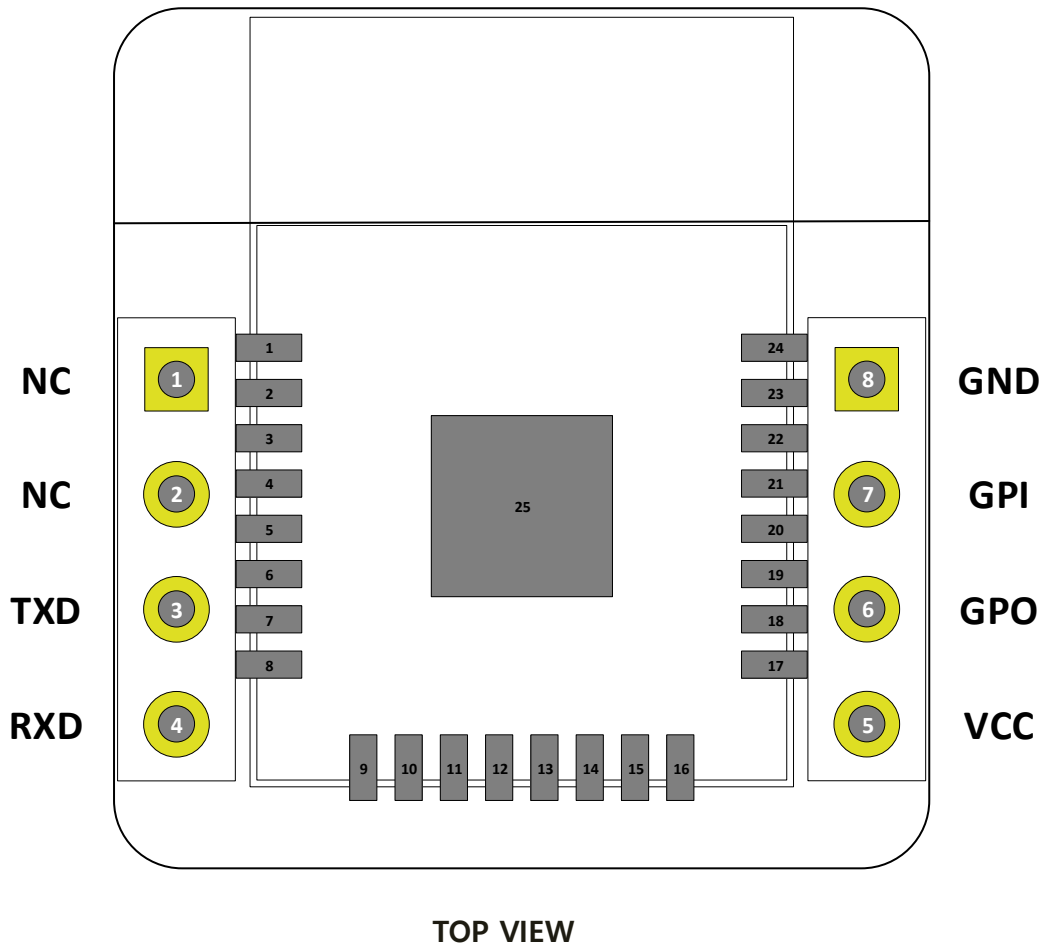 1 24
NC 1 8 GND
2 23
3 22
NC 2 4 21 7 GPI
25
5 20
6 19
TXD 3 7 18 6 GPO
8 17
RXD 4 5 VCC
9 10 11 12 13 14 15 16
TOP VIEW